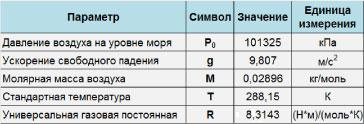 Параметр Символ Значение Единица измерения
Давление воздуха на уровне моря P₀ 101325 кПа
Ускорение свободного падения g 9,807 м/с²
Молярная масса воздуха M 0,02896 кг/моль
Стандартная температура T 288,15 К
Универсальная газовая постоянная R 8,3143 (Н*м)/(моль*К)